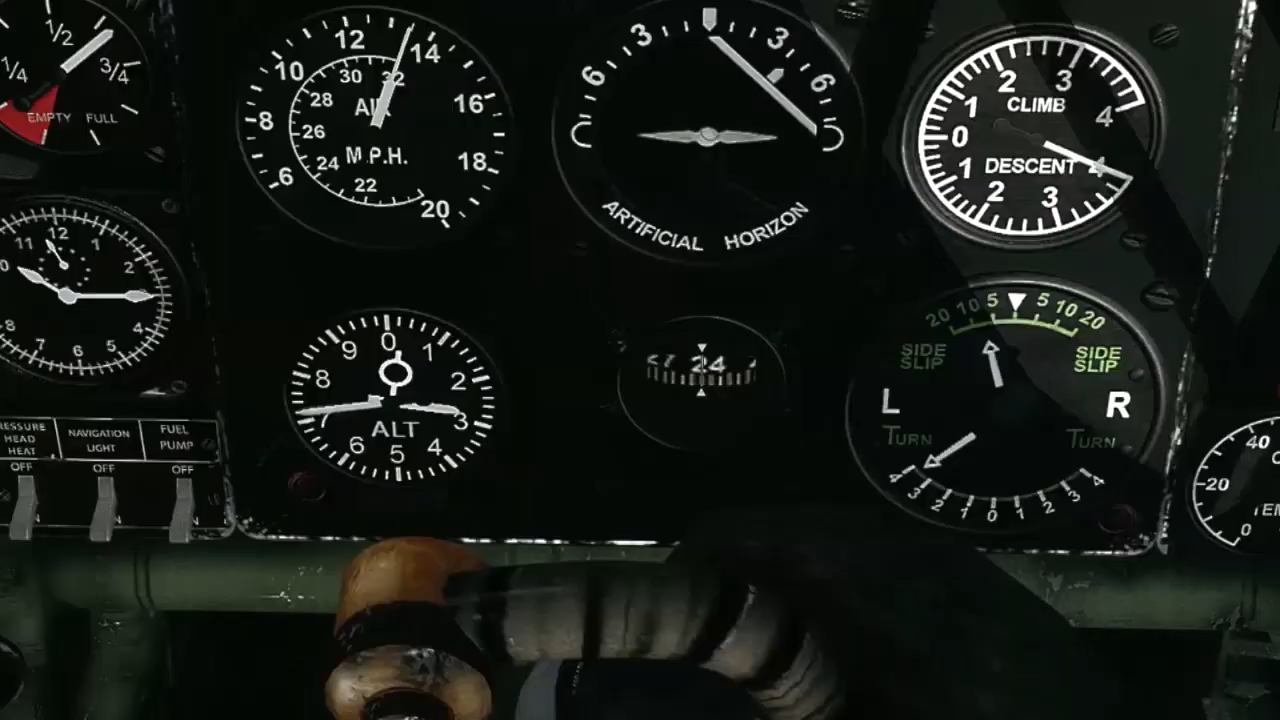 1/2
1/4
3/4
EMPTY FULL
12
14
10
30
32
28
16
8
26
M.P.H.
24
18
6
22
20
3
3
6
6
ARTIFICIAL HORIZON
2
3
1
CLIMB
4
0
1
DESCENT
4
2
3
12
11
1
2
4
8
7
5
6
0
9
1
8
2
3
ALT
6
4
5
24
20 10 5 5 10 20
SIDE
SLIP
SIDE
SLIP
L
R
TURN
TURN
4 3 2 1 0 1 2 3 4
HEAD
HEAT
NAVIGATION
LIGHT
FUEL
PUMP
OFF
OFF
OFF
40
20
0